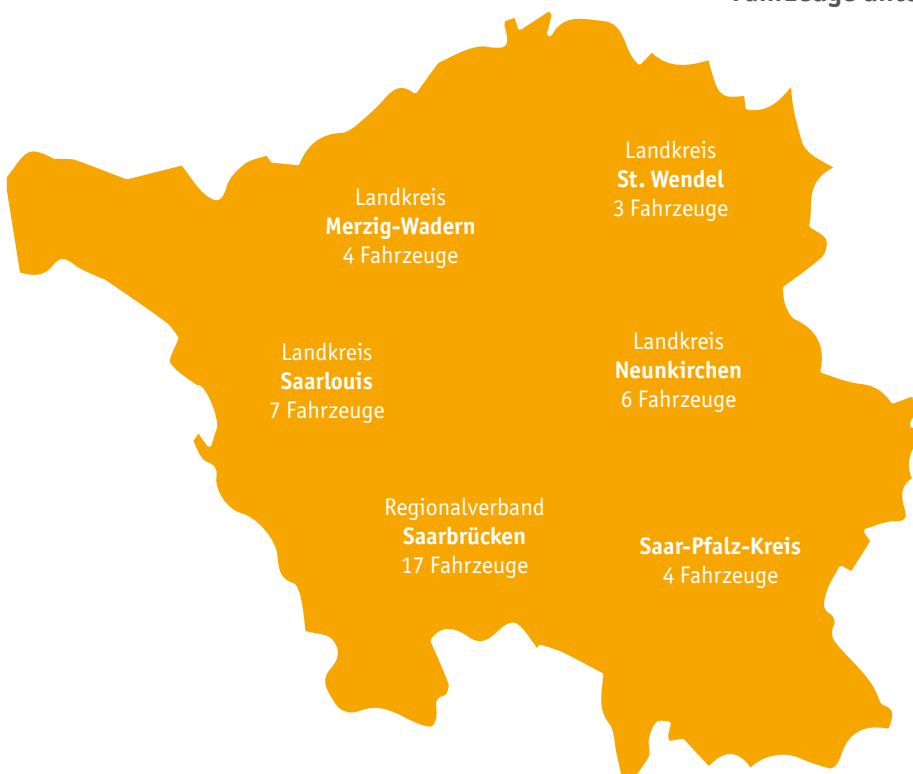 Landkreis
St. Wendel
3 Fahrzeuge
Landkreis
Merzig-Wadern
4 Fahrzeuge
Landkreis
Saarlouis
7 Fahrzeuge
Landkreis
Neunkirchen
6 Fahrzeuge
Regionalverband
Saarbrücken
17 Fahrzeuge
Saar-Pfalz-Kreis
4 Fahrzeuge